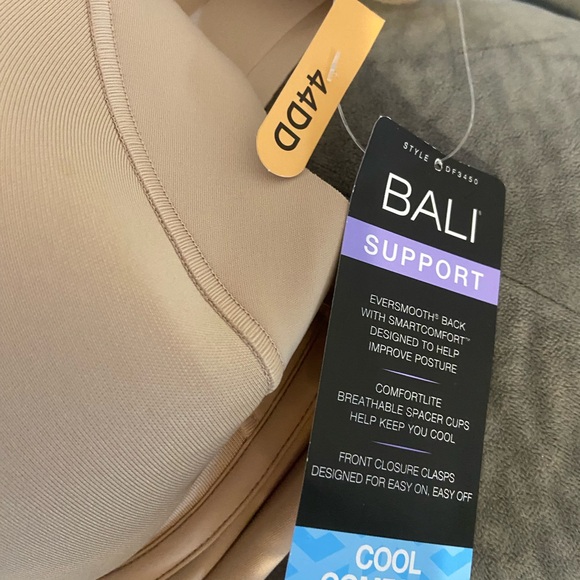 44DD
STYLE DF3450
BALI®
SUPPORT
EVERSMOOTH® BACK
WITH SMARTCOMFORT™
DESIGNED TO HELP
IMPROVE POSTURE
COMFORTLITE
BREATHABLE SPACER CUPS
HELP KEEP YOU COOL
FRONT CLOSURE CLASPS
DESIGNED FOR EASY ON, EASY OFF
COOL